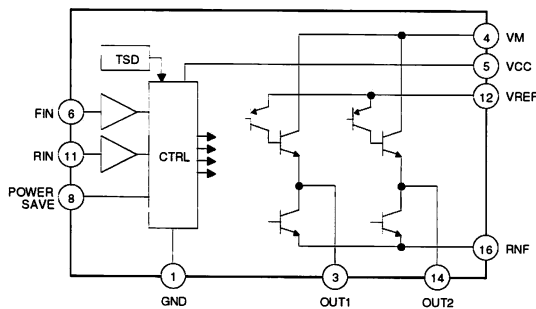 TSD
4 VM
5 VCC
12 VREF
FIN 6
RIN 11
CTRL
POWER
SAVE
8
16 RNF
1
3
14
GND
OUT1
OUT2